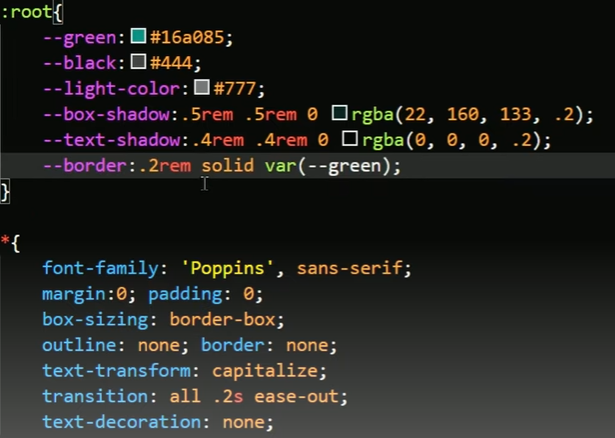 :root{
--green:#16a085;
--black:#444;
--light-color:#777;
--box-shadow:.5rem .5rem 0 rgba(22, 160, 133, .2);
--text-shadow:.4rem .4rem 0 rgba(0, 0, 0, .2);
--border:.2rem solid var(--green);
}
*{
font-family: 'Poppins', sans-serif;
margin:0; padding: 0;
box-sizing: border-box;
outline: none; border: none;
text-transform: capitalize;
transition: all .2s ease-out;
text-decoration: none;